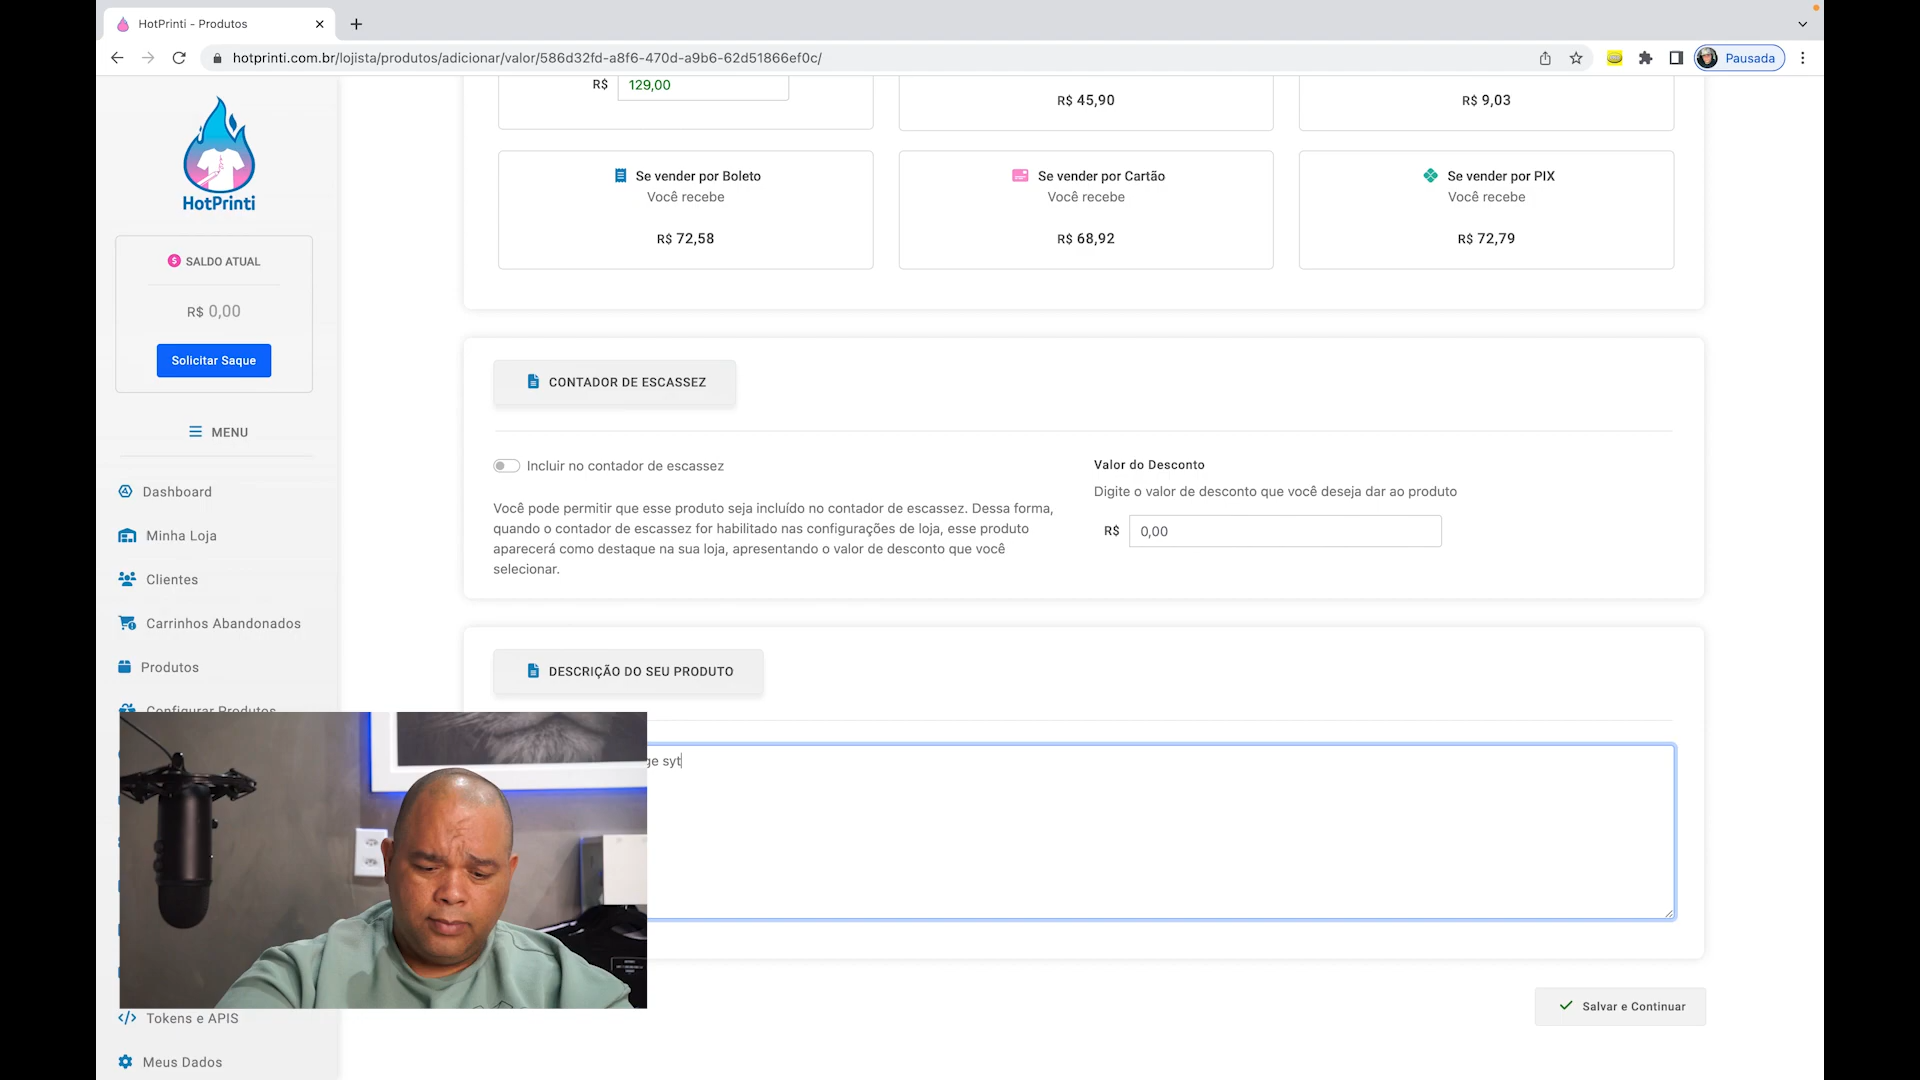 HotPrinti - Produtos
hotprinti.com.br/lojista/produtos/adicionar/valor/586d32fd-a8f6-470d-a9b6-62d51866ef0c/
Pausada
HotPrinti
SALDO ATUAL
R$ 0,00
Solicitar Saque
MENU
Dashboard
Minha Loja
Clientes
Carrinhos Abandonados
Produtos
Configurar Produtos
Tokens e APIS
Meus Dados
R$ 129,00
R$ 45,90
R$ 9,03
Se vender por Boleto
Você recebe
R$ 72,58
Se vender por Cartão
Você recebe
R$ 68,92
Se vender por PIX
Você recebe
R$ 72,79
CONTADOR DE ESCASSEZ
Incluir no contador de escassez
Você pode permitir que esse produto seja incluído no contador de escassez. Dessa forma,
quando o contador de escassez for habilitado nas configurações de loja, esse produto
aparecerá como destaque na sua loja, apresentando o valor de desconto que você
selecionar.
Valor do Desconto
Digite o valor de desconto que você deseja dar ao produto
R$ 0,00
DESCRIÇÃO DO SEU PRODUTO
ge syt
Salvar e Continuar